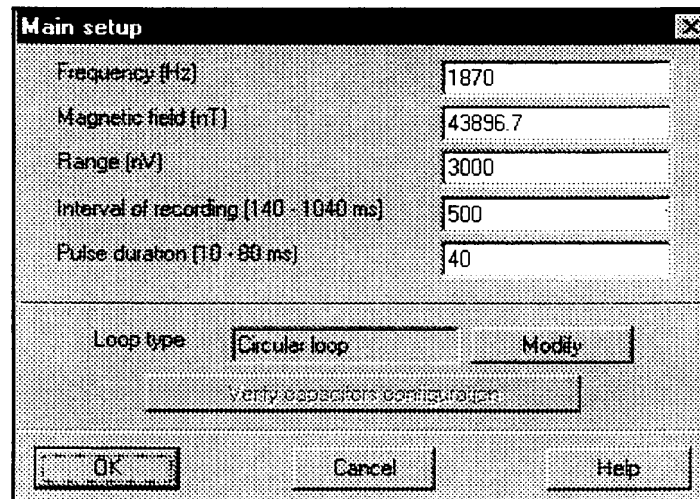 Main setup
Frequency (Hz) 1870
Magnetic field (nT) 43896.7
Range (nV) 3000
Interval of recording (140 - 1040 ms) 500
Pulse duration (10 - 80 ms) 40
Loop type Circular loop Modify
Verify capacitors configuration
OK Cancel Help